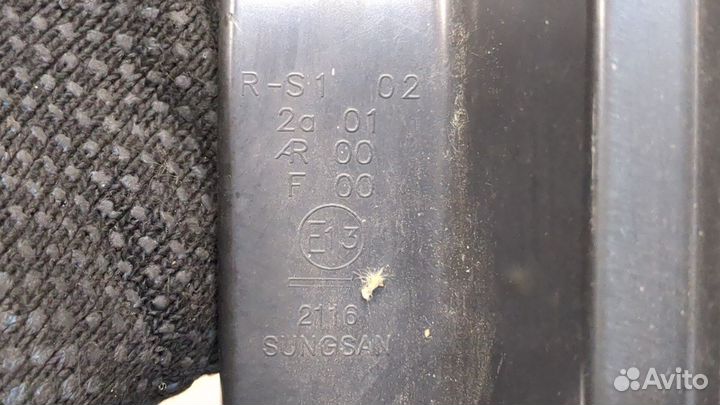 R-S1 02
2a 01
AR 00
F 00
E13
2116
SUNGSAN
Avito